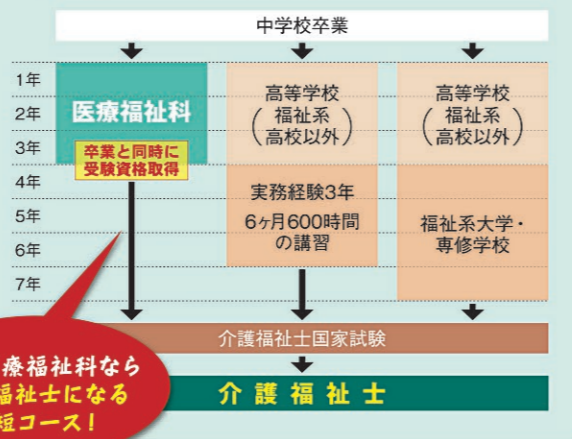 中学校卒業
1年
2年
3年
4年
5年
6年
7年
医療福祉科
卒業と同時に
受験資格取得
高等学校
(福祉系
高校以外)
実務経験3年
6ヶ月600時間
の講習
高等学校
(福祉系
高校以外)
福祉系大学・
専修学校
介護福祉士国家試験
介護福祉士
療福祉科なら
福祉士になる
短コース!